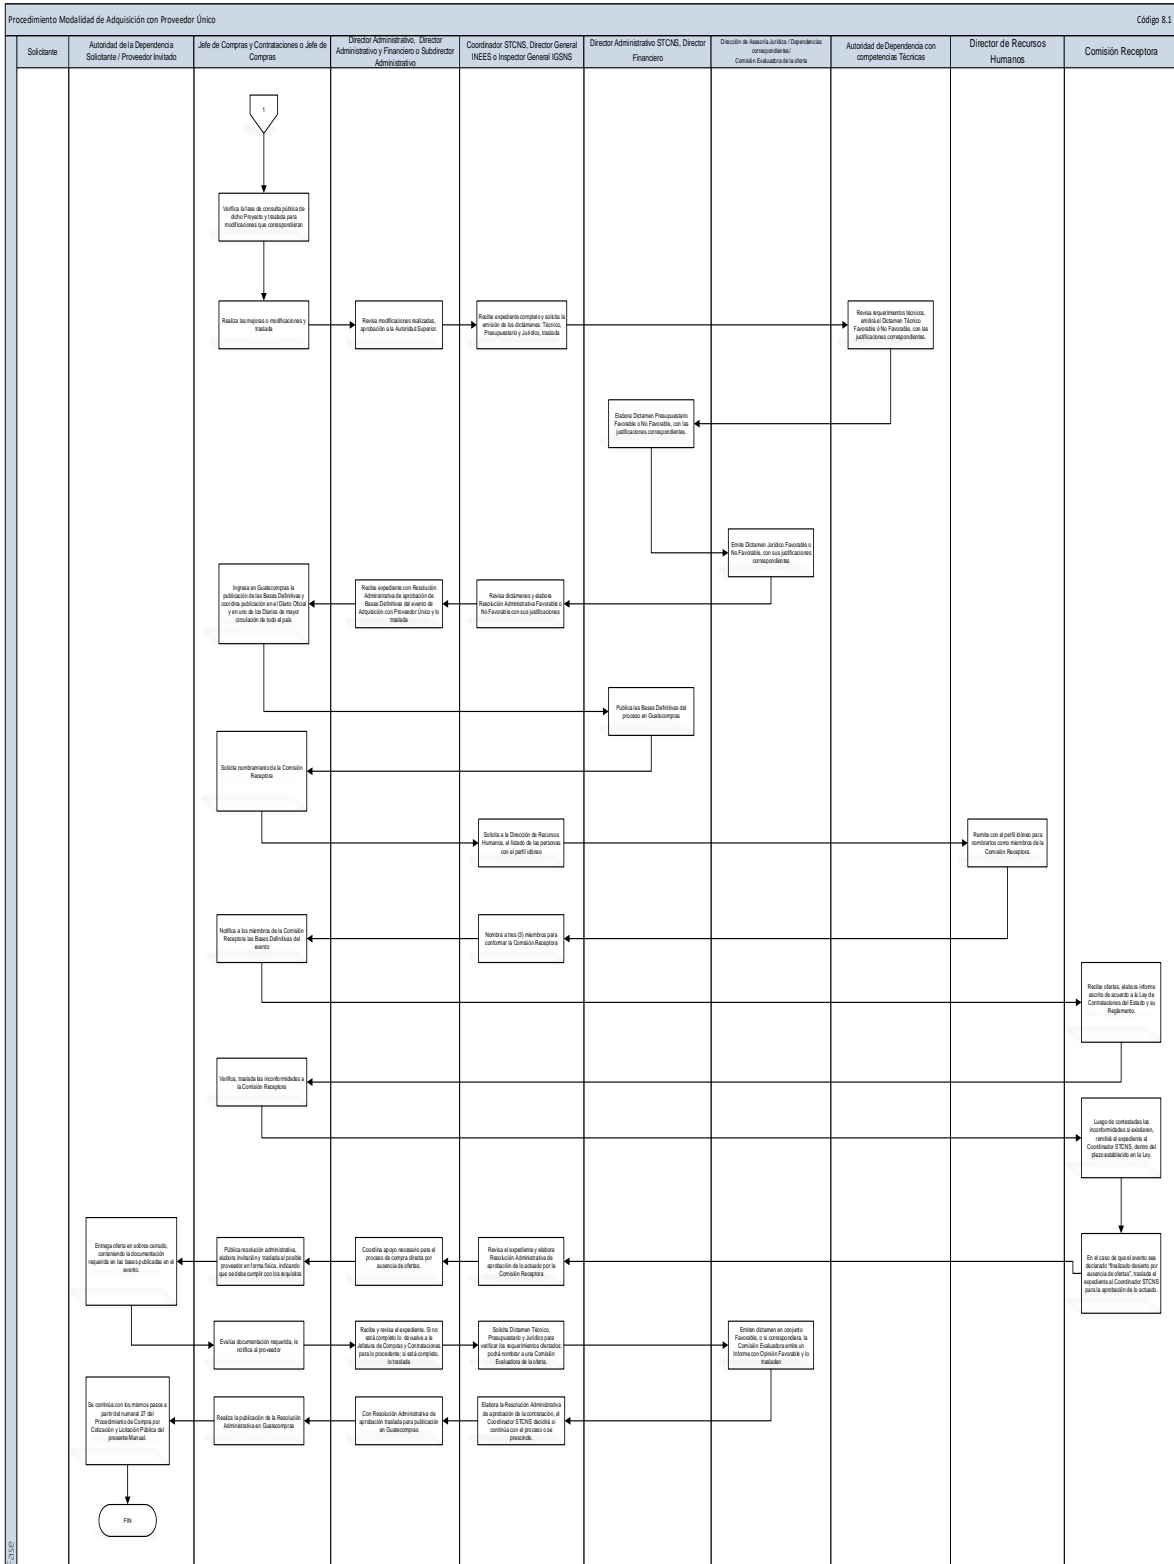 Procedimiento Modalidad de Adquisición con Proveedor Único
Código 8.1
Solicitante
Autoridad de la Dependencia
Solicitante / Proveedor Invitado
Jefe de Compras y Contrataciones o Jefe de
Compras
Director Administrativo, Director
Administrativo y Financiero o Subdirector
Administrativo
Coordinador STCNS, Director General
INEES o Inspector General IGSNS
Director Administrativo STCNS, Director
Financiero
Dirección de Asesoría Jurídica / Dependencias
correspondientes/
Comisión Evaluadora de la oferta
Autoridad de Dependencia con
competencias Técnicas
Director de Recursos
Humanos
Comisión Receptora
1
Verifica la fase de consulta pública de
dicho Proyecto y traslada para
modificaciones que correspondieran
Realiza las mejoras o modificaciones y
traslada
Revisa modificaciones realizadas,
aprobación a la Autoridad Superior.
Recibe expediente completo y solicita la
emisión de los dictámenes: Técnico,
Presupuestario y Jurídico, traslada
Revisa requerimientos técnicos,
emitirá el Dictamen Técnico
Favorable ó No Favorable, con las
justificaciones correspondientes.
Elabora Dictamen Presupuestario
Favorable o No Favorable, con las
justificaciones correspondientes.
Emite Dictamen Jurídico Favorable o
No Favorable, con sus justificaciones
correspondientes
Ingresa en Guatecompras la
publicación de las Bases Definitivas y
coordina publicación en el Diario Oficial
y en uno de los Diarios de mayor
circulación de todo el país
Recibe expediente con Resolución
Administrativa de aprobación de
Bases Definitivas del evento de
Adquisición con Proveedor Único y lo
traslada
Revisa dictámenes y elabora
Resolución Administrativa Favorable o
No Favorable con sus justificaciones
Publica las Bases Definitivas del
proceso en Guatecompras
Solicita nombramiento de la Comisión
Receptora
Solicita a la Dirección de Recursos
Humanos, el listado de las personas
con el perfil idóneo
Remite con el perfil idóneo para
nombrarlos como miembros de la
Comisión Receptora.
Notifica a los miembros de la Comisión
Receptora las Bases Definitivas del
evento
Nombra a tres (3) miembros para
conformar la Comisión Receptora
Recibe ofertas, elabora informe
escrito de acuerdo a la Ley de
Contrataciones del Estado y su
Reglamento.
Verifica, traslada las inconformidades a
la Comisión Receptora
Luego de contestadas las
inconformidades si existieren,
remitirá el expediente al
Coordinador STCNS, dentro del
plazo establecido en la Ley.
Entrega oferta en sobres cerrado,
conteniendo la documentación
requerida en las bases publicadas en el
evento.
Pública resolución administrativa,
elabora invitación y traslada al posible
proveedor en forma física, indicando
que se debe cumplir con los requisitos
Coordina apoyo necesario para el
proceso de compra directa por
ausencia de ofertas.
Revisa el expediente y elabora
Resolución Administrativa de
aprobación de lo actuado por la
Comisión Receptora
En el caso de que el evento sea
declarado "finalizado desierto por
ausencia de ofertas", traslada el
expediente al Coordinador STCNS
para la aprobación de lo actuado.
Evalúa documentación requerida, le
notifica al proveedor
Recibe y revisa el expediente. Si no
está completo lo devuelve a la
Jefatura de Compras y Contrataciones
para lo procedente; si está completo,
lo traslada
Solicita Dictamen Técnico,
Presupuestario y Jurídico para
verificar los requerimientos ofertados;
podrá nombrar a una Comisión
Evaluadora de la oferta.
Emiten dictamen en conjunto
Favorable, o si correspondiera, la
Comisión Evaluadora emite un
Informe con Opinión Favorable y lo
trasladan
Se continúa con los mismos pasos a
partir del numeral 27 del
Procedimiento de Compra por
Cotización y Licitación Pública del
presente Manual.
Realiza la publicación de la Resolución
Administrativa en Guatecompras
Con Resolución Administrativa de
aprobación traslada para publicación
en Guatecompras
Elabora la Resolución Administrativa
de aprobación de la contratación, el
Coordinador STCNS decidirá si
continúa con el proceso o se
prescinde.
FIN
Fase